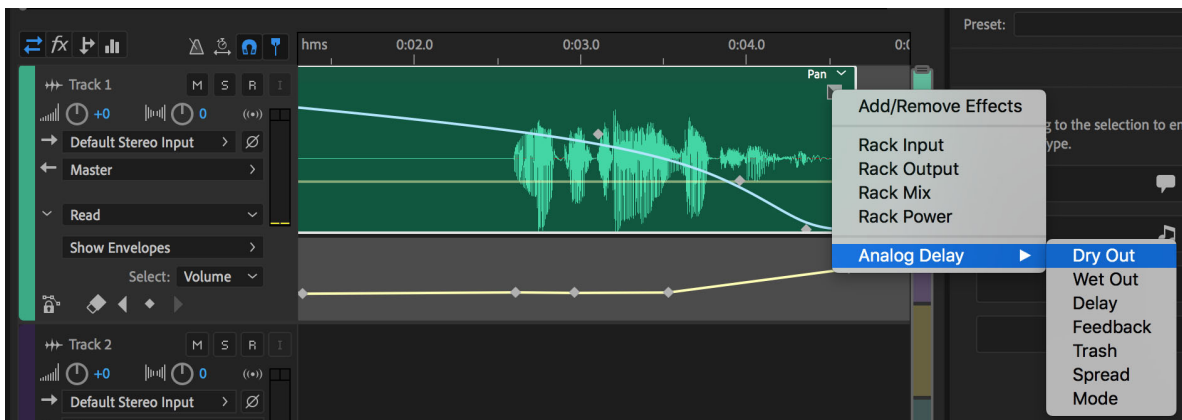 Preset:
hms 0:02.0 0:03.0 0:04.0
Track 1 M S R I
+0 0
Default Stereo Input
Master
Read
Show Envelopes
Select: Volume
Pan
Add/Remove Effects
Rack Input
Rack Output
Rack Mix
Rack Power
Analog Delay
Dry Out
Wet Out
Delay
Feedback
Trash
Spread
Mode
to the selection to
ype.
Track 2 M S R I
+0 0
Default Stereo Input